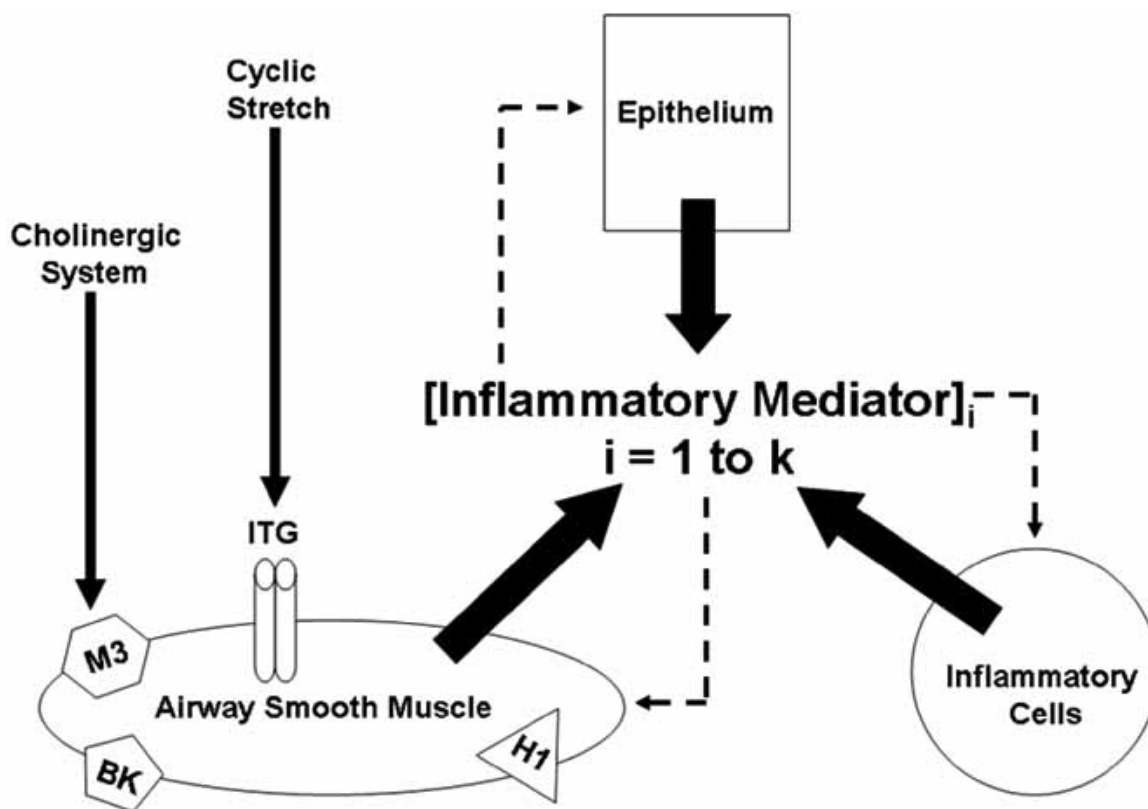 Cyclic
Stretch
Epithelium
Cholinergic
System
[Inflammatory Mediator]i
i = 1 to k
ITG
M3
Airway Smooth Muscle
H1
BK
Inflammatory
Cells